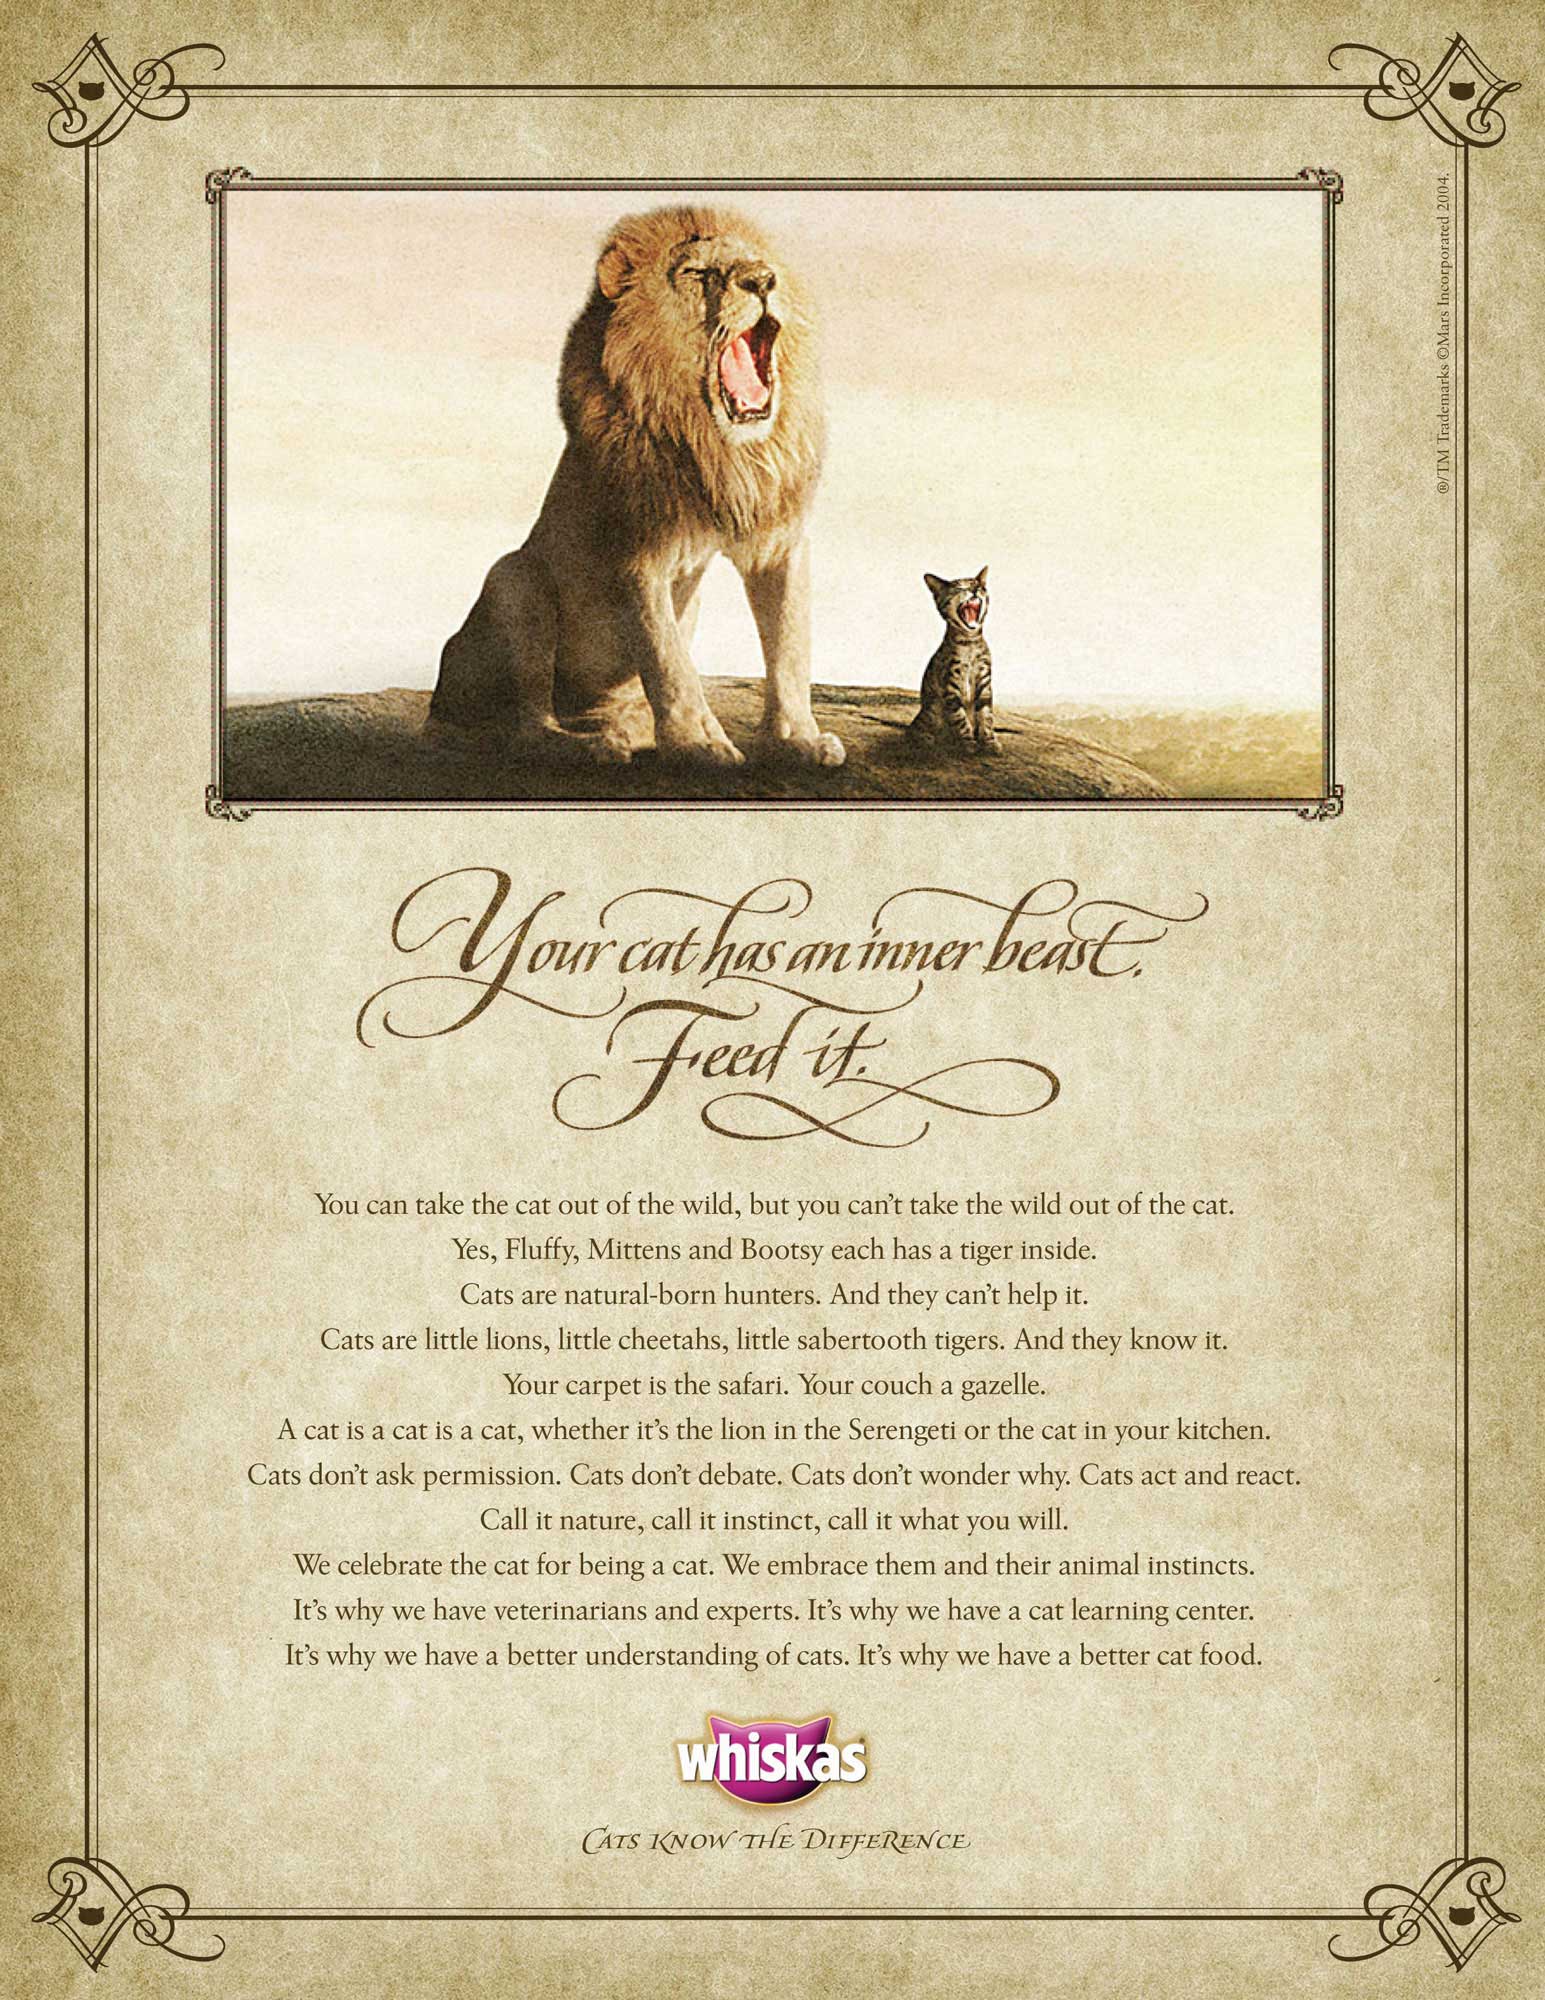 ®/TM Trademarks ©Mars Incorporated 2004.
Your cat has an inner beast.
Feed it.
You can take the cat out of the wild, but you can't take the wild out of the cat.
Yes, Fluffy, Mittens and Bootsy each has a tiger inside.
Cats are natural-born hunters. And they can't help it.
Cats are little lions, little cheetahs, little sabertooth tigers. And they know it.
Your carpet is the safari. Your couch a gazelle.
A cat is a cat is a cat, whether it's the lion in the Serengeti or the cat in your kitchen.
Cats don't ask permission. Cats don't debate. Cats don't wonder why. Cats act and react.
Call it nature, call it instinct, call it what you will.
We celebrate the cat for being a cat. We embrace them and their animal instincts.
It's why we have veterinarians and experts. It's why we have a cat learning center.
It's why we have a better understanding of cats. It's why we have a better cat food.
whiskas
CATS KNOW THE DIFFERENCE